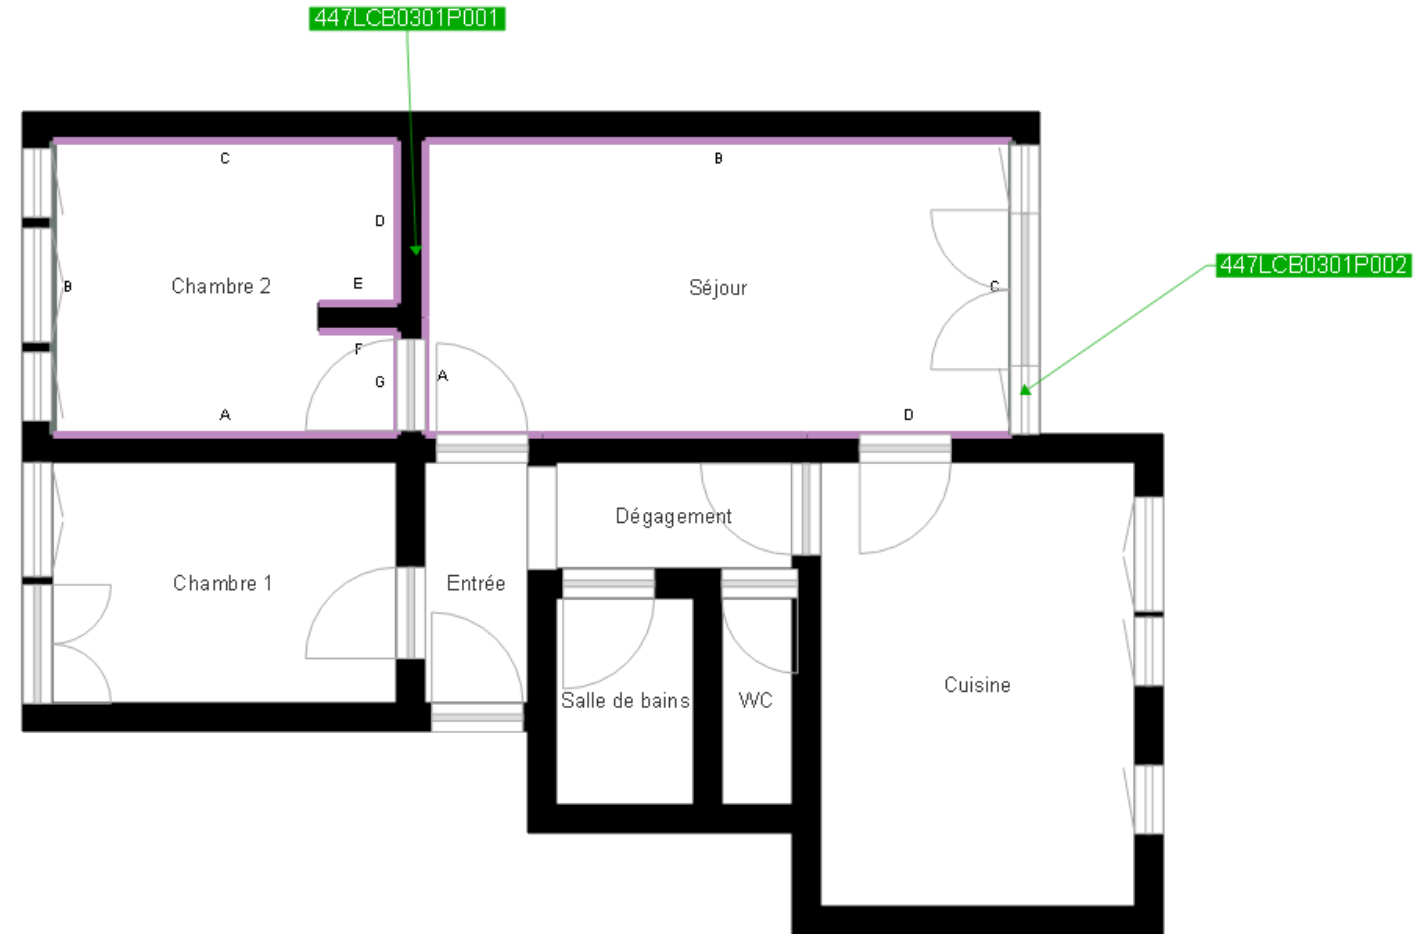 447LCB0301P001
C
B
D
447LCB0301P002
E
B
Chambre 2
Séjour
C
F
G
A
A
D
Dégagement
Chambre 1
Entrée
Cuisine
Salle de bains
WC